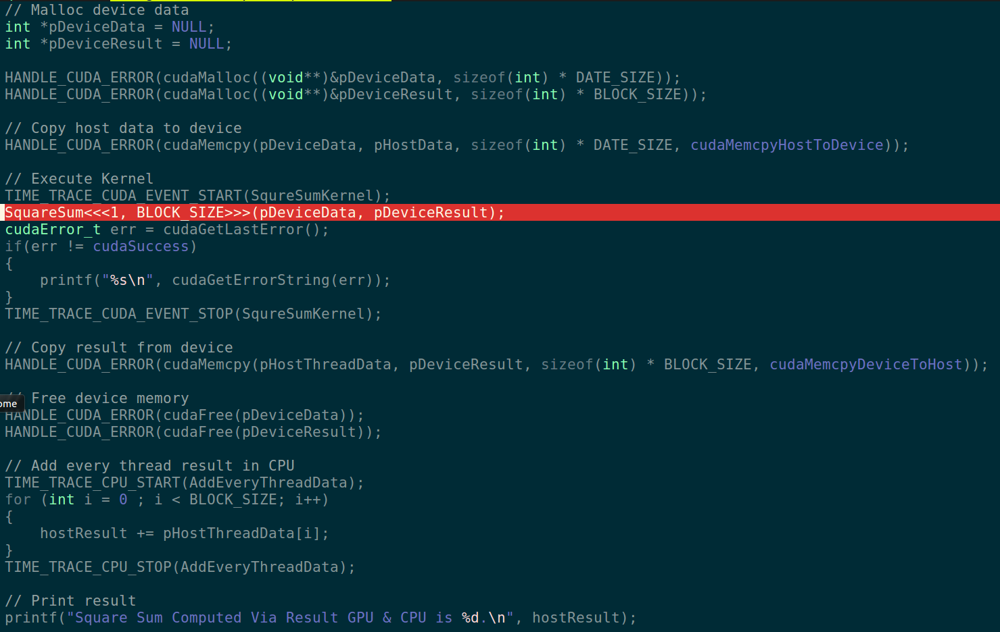 // Malloc device data
int *pDeviceData = NULL;
int *pDeviceResult = NULL;
HANDLE_CUDA_ERROR(cudaMalloc((void**)&pDeviceData, sizeof(int) * DATE_SIZE));
HANDLE_CUDA_ERROR(cudaMalloc((void**)&pDeviceResult, sizeof(int) * BLOCK_SIZE));
// Copy host data to device
HANDLE_CUDA_ERROR(cudaMemcpy(pDeviceData, pHostData, sizeof(int) * DATE_SIZE, cudaMemcpyHostToDevice));
// Execute Kernel
TIME_TRACE_CUDA_EVENT_START(SqureSumKernel);
SquareSum<<<1, BLOCK_SIZE>>>(pDeviceData, pDeviceResult);
cudaError_t err = cudaGetLastError();
if(err != cudaSuccess)
{
    printf("%s\n", cudaGetErrorString(err));
}
TIME_TRACE_CUDA_EVENT_STOP(SqureSumKernel);
// Copy result from device
HANDLE_CUDA_ERROR(cudaMemcpy(pHostThreadData, pDeviceResult, sizeof(int) * BLOCK_SIZE, cudaMemcpyDeviceToHost));
// Free device memory
ome
HANDLE_CUDA_ERROR(cudaFree(pDeviceData));
HANDLE_CUDA_ERROR(cudaFree(pDeviceResult));
// Add every thread result in CPU
TIME_TRACE_CPU_START(AddEveryThreadData);
for (int i = 0 ; i < BLOCK_SIZE; i++)
{
    hostResult += pHostThreadData[i];
}
TIME_TRACE_CPU_STOP(AddEveryThreadData);
// Print result
printf("Square Sum Computed Via Result GPU & CPU is %d.\n", hostResult);